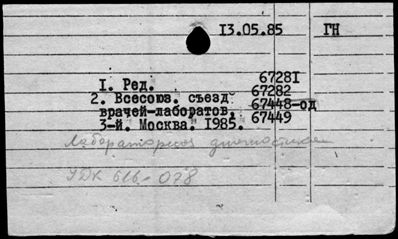 13.05.85 ГН
1. Ред. 67281
2. Всесоюз. съезд 67282
врачей-лаборатов, 67448-од
3-й. Москва. 1985. 67449
Лабораторная диагностика
УДК 616-078